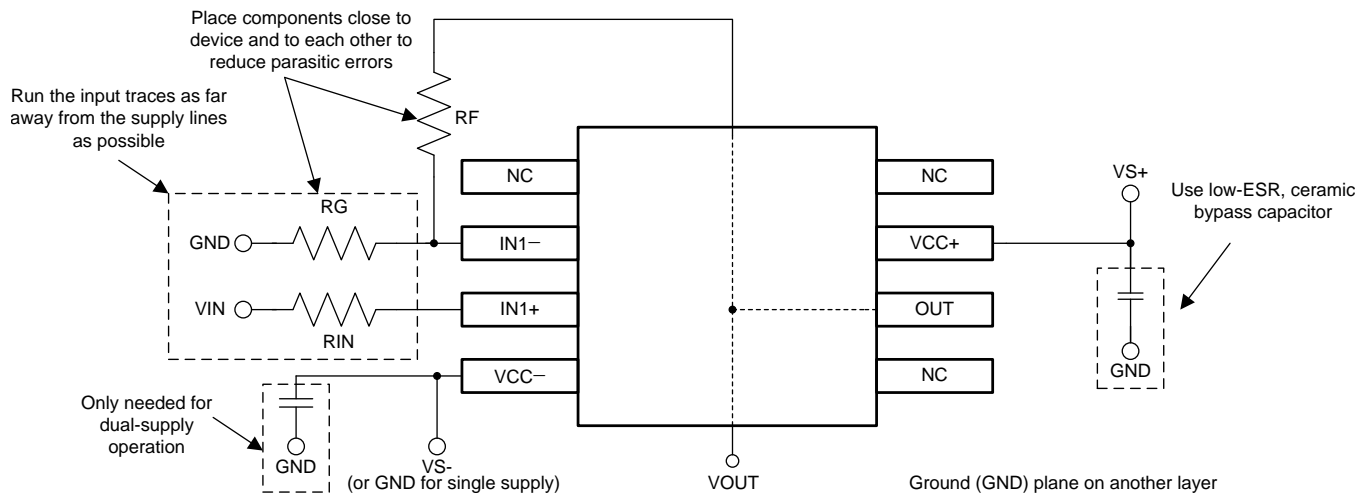 Place components close to
device and to each other to
reduce parasitic errors
Run the input traces as far
away from the supply lines
as possible
RF
NC
NC
VS+
Use low-ESR, ceramic
bypass capacitor
RG
GND
IN1−
VCC+
VIN
IN1+
OUT
RIN
GND
VCC−
NC
Only needed for
dual-supply
operation
GND
VS-
(or GND for single supply)
VOUT
Ground (GND) plane on another layer